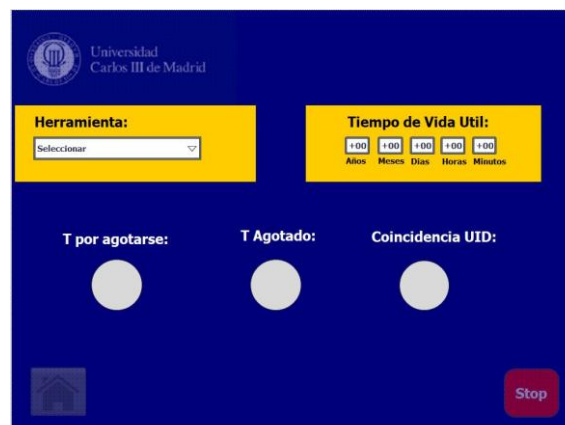 Universidad
Carlos III de Madrid
Herramienta:
Seleccionar
Tiempo de Vida Util:
+00 +00 +00 +00 +00
Años Meses Dias Horas Minutos
T por agotarse:
T Agotado:
Coincidencia UID:
Stop